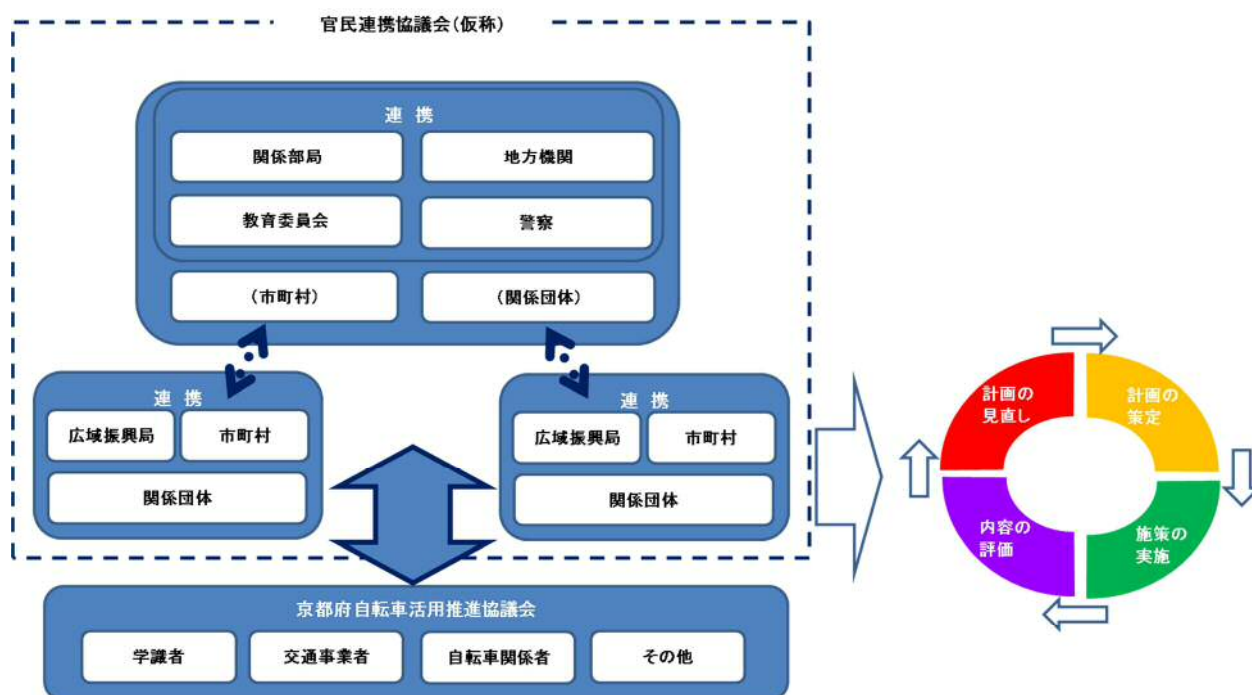 官民連携協議会(仮称)
連 携
関係部局
地方機関
教育委員会
警察
(市町村)
(関係団体)
連 携
広域振興局
市町村
関係団体
連 携
広域振興局
市町村
関係団体
京都府自転車活用推進協議会
学識者
交通事業者
自転車関係者
その他
計画の
見直し
計画の
策定
内容の
評価
施策の
実施